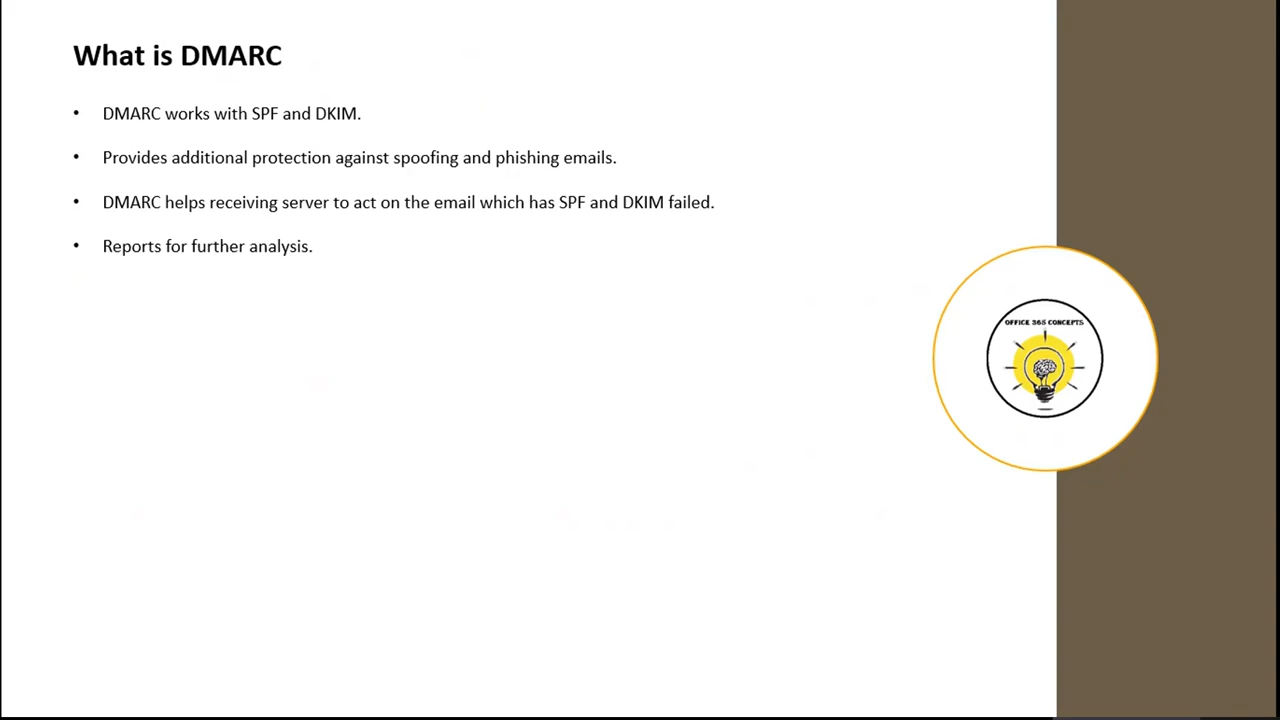 What is DMARC
• DMARC works with SPF and DKIM.
• Provides additional protection against spoofing and phishing emails.
• DMARC helps receiving server to act on the email which has SPF and DKIM failed.
• Reports for further analysis.
OFFICE 365 CONCEPTS